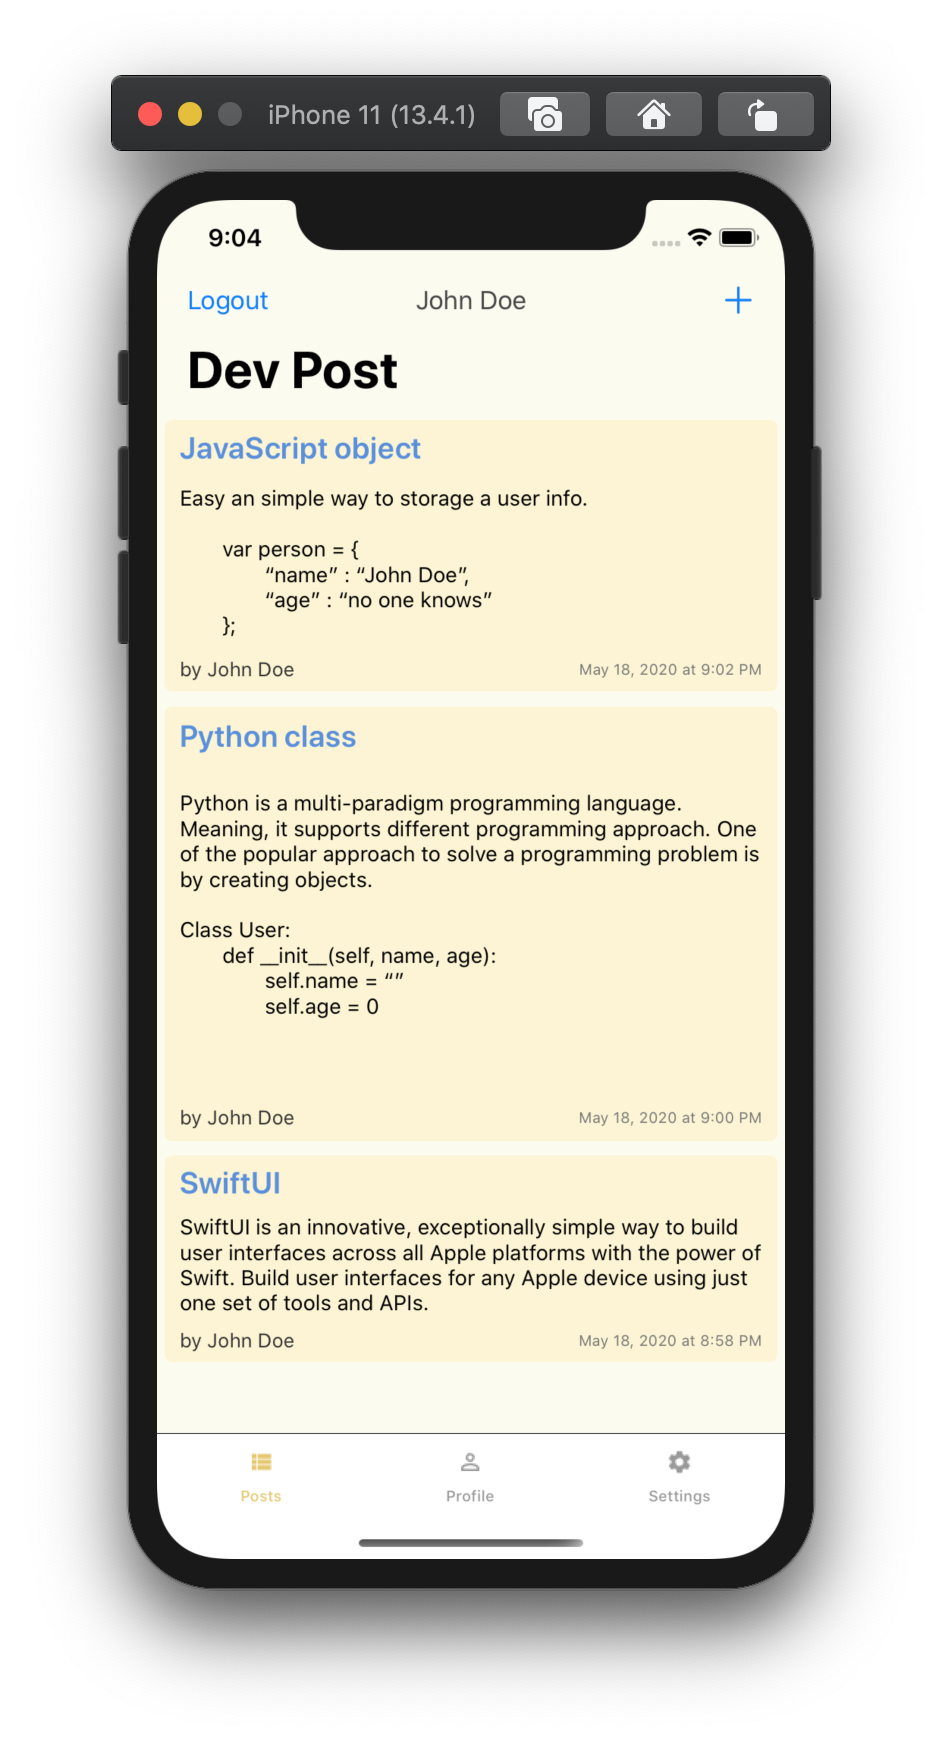 iPhone 11 (13.4.1)
9:04
Logout John Doe
Dev Post
JavaScript object
Easy an simple way to storage a user info.
var person = {
“name” : “John Doe”,
“age” : “no one knows”
};
by John Doe May 18, 2020 at 9:02 PM
Python class
Python is a multi-paradigm programming language.
Meaning, it supports different programming approach. One
of the popular approach to solve a programming problem is
by creating objects.
Class User:
def __init__(self, name, age):
self.name = “”
self.age = 0
by John Doe May 18, 2020 at 9:00 PM
SwiftUI
SwiftUI is an innovative, exceptionally simple way to build
user interfaces across all Apple platforms with the power of
Swift. Build user interfaces for any Apple device using just
one set of tools and APIs.
by John Doe May 18, 2020 at 8:58 PM
Posts Profile Settings